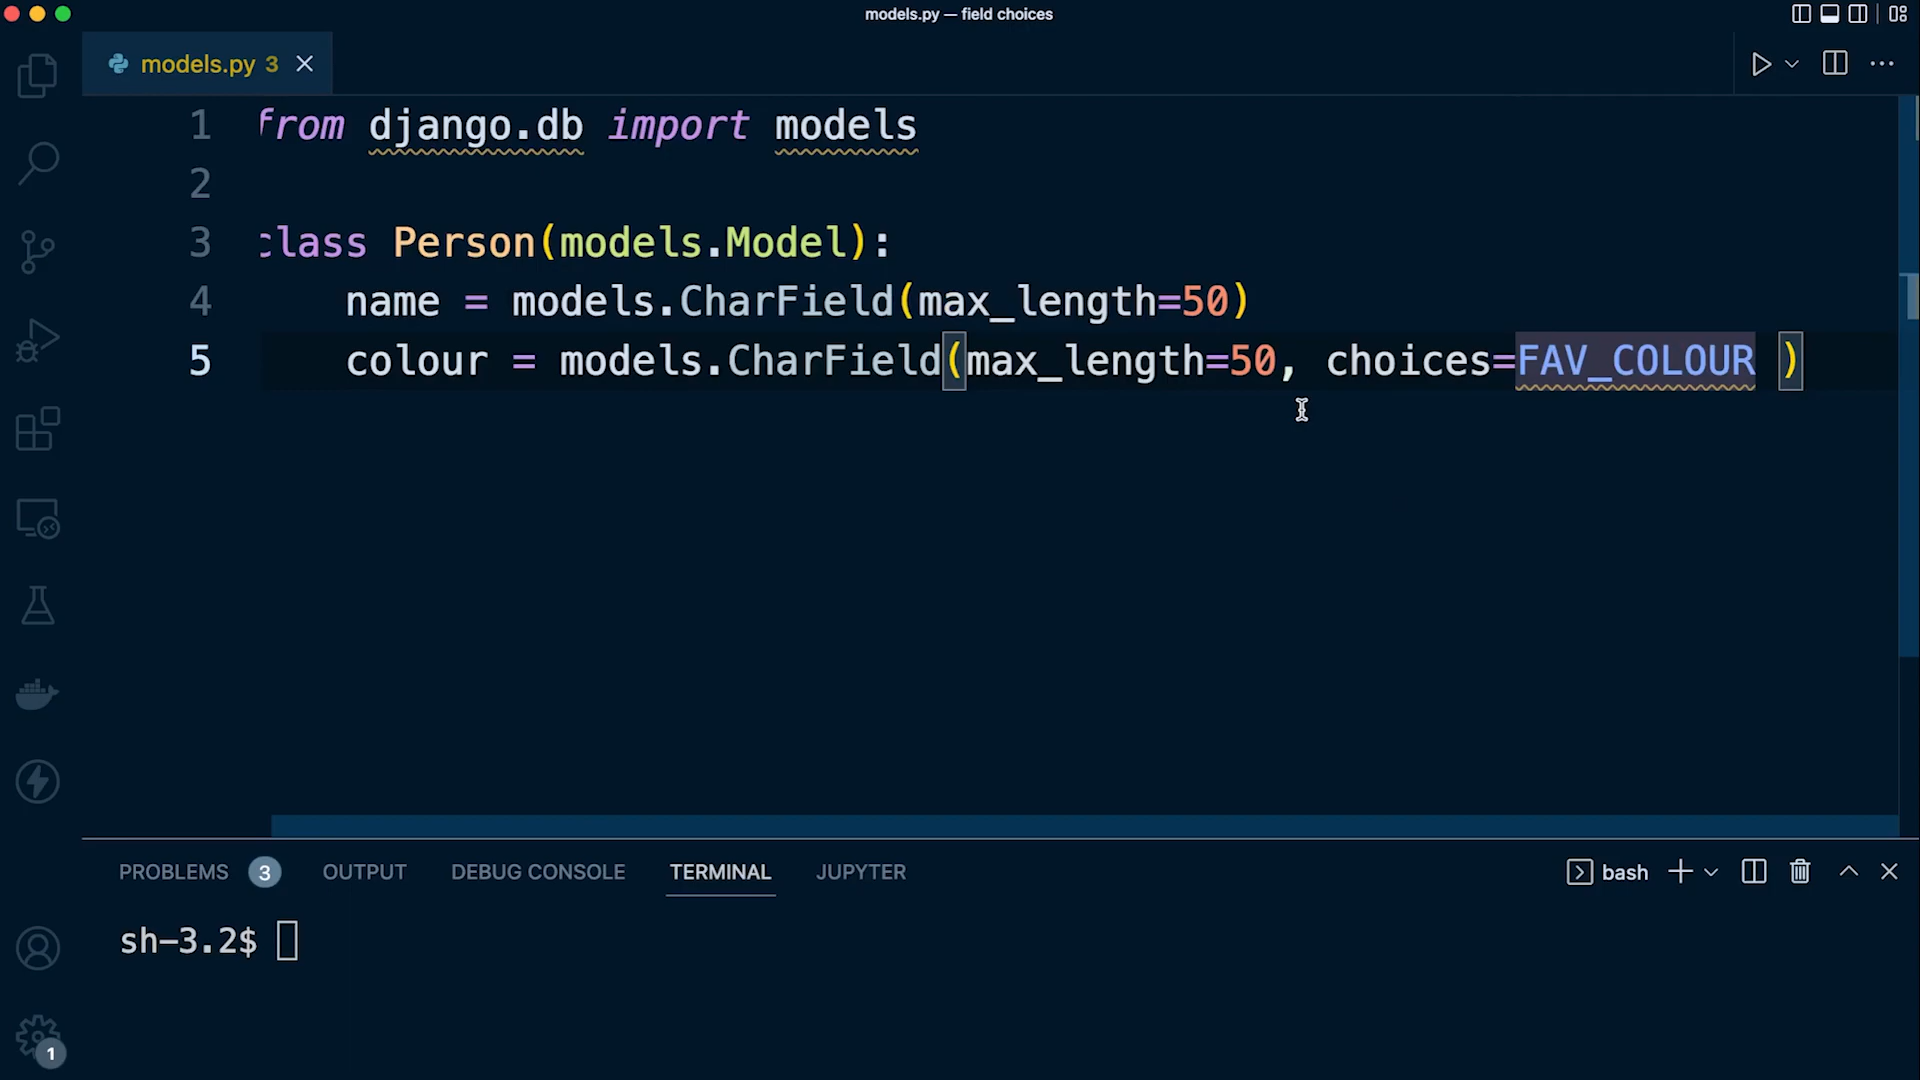 models.py — field choices
models.py 3
1 from django.db import models
2
3 class Person(models.Model):
4 name = models.CharField(max_length=50)
5 colour = models.CharField(max_length=50, choices=FAV_COLOUR )
PROBLEMS 3 OUTPUT DEBUG CONSOLE TERMINAL JUPYTER bash
sh-3.2$
1